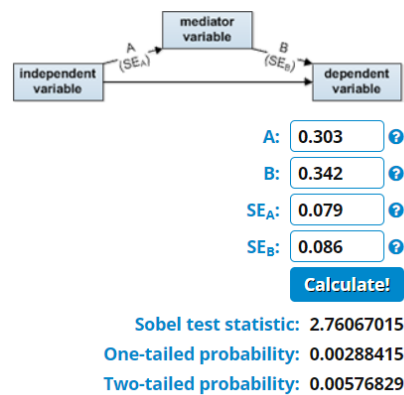 mediator
variable
A
(SEA)
B
(SEB)
independent
variable
dependent
variable
A: 0.303 ?
B: 0.342 ?
SEA: 0.079 ?
SEB: 0.086 ?
Calculate!
Sobel test statistic: 2.76067015
One-tailed probability: 0.00288415
Two-tailed probability: 0.00576829